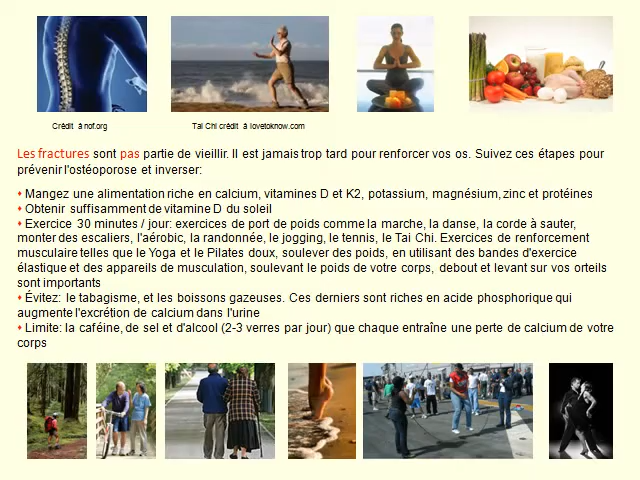 Crédit à nof.org
Tai Chi crédit à lovetoknow.com
Les fractures sont pas partie de vieillir. Il est jamais trop tard pour renforcer vos os. Suivez ces étapes pour
prévenir l'ostéoporose et inverser:
♦ Mangez une alimentation riche en calcium, vitamines D et K2, potassium, magnésium, zinc et protéines
♦ Obtenir suffisamment de vitamine D du soleil
♦ Exercice 30 minutes / jour: exercices de port de poids comme la marche, la danse, la corde à sauter,
monter des escaliers, l'aérobic, la randonnée, le jogging, le tennis, le Tai Chi. Exercices de renforcement
musculaire telles que le Yoga et le Pilates doux, soulever des poids, en utilisant des bandes d'exercice
élastique et des appareils de musculation, soulevant le poids de votre corps, debout et levant sur vos orteils
sont importants
♦ Évitez: le tabagisme, et les boissons gazeuses. Ces derniers sont riches en acide phosphorique qui
augmente l'excrétion de calcium dans l'urine
♦ Limite: la caféine, de sel et d'alcool (2-3 verres par jour) que chaque entraîne une perte de calcium de votre
corps